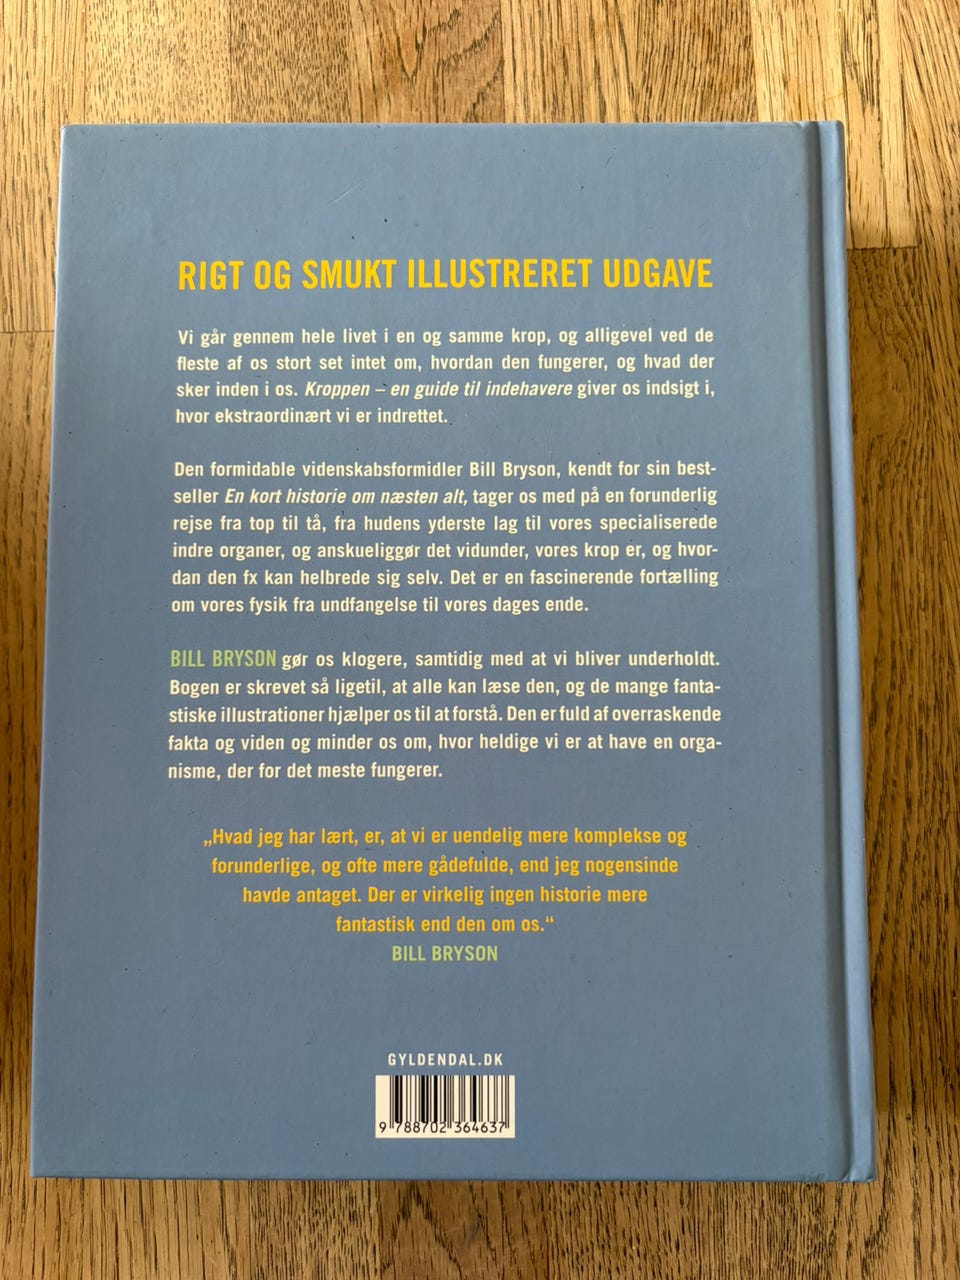 RIGT OG SMUKT ILLUSTRERET UDGAVE
Vi går gennem hele livet i en og samme krop, og alligevel ved de
fleste af os stort set intet om, hvordan den fungerer, og hvad der
sker inden i os. Kroppen – en guide til indehavere giver os indsigt i,
hvor ekstraordinært vi er indrettet.
Den formidable videnskabsformidler Bill Bryson, kendt for sin best-
seller En kort historie om næsten alt, tager os med på en forunderlig
rejse fra top til tå, fra hudens yderste lag til vores specialiserede
indre organer, og anskueliggør det vidunder, vores krop er, og hvor-
dan den fx kan helbrede sig selv. Det er en fascinerende fortælling
om vores fysik fra undfangelse til vores dages ende.
BILL BRYSON gør os klogere, samtidig med at vi bliver underholdt.
Bogen er skrevet så ligetil, at alle kan læse den, og de mange fanta-
stiske illustrationer hjælper os til at forstå. Den er fuld af overraskende
fakta og viden og minder os om, hvor heldige vi er at have en orga-
nisme, der for det meste fungerer.
„Hvad jeg har lært, er, at vi er uendelig mere komplekse og
forunderlige, og ofte mere gådefulde, end jeg nogensinde
havde antaget. Der er virkelig ingen historie mere
fantastisk end den om os.“
BILL BRYSON
GYLDENDAL.DK
9 788702 364637